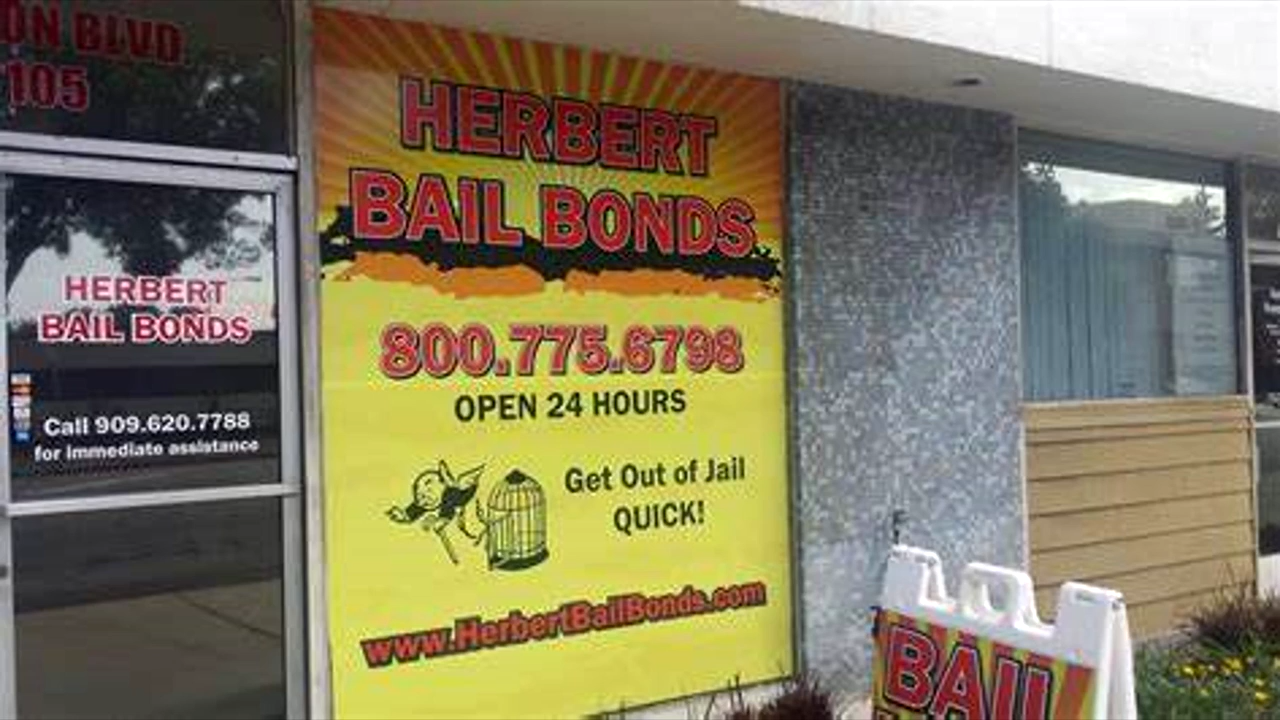 ON BLVD
105
HERBERT
BAIL BONDS
Call 909.620.7788
for immediate assistance
HERBERT
BAIL BONDS
800.775.6798
OPEN 24 HOURS
Get Out of Jail
QUICK!
www.HerbertBailBonds.com
BAIL